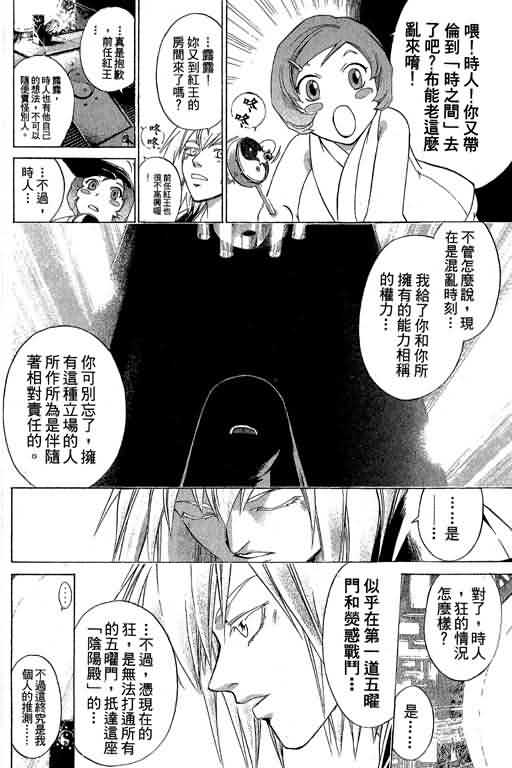 喂！時人！你又帶
倫到「時之間」去
了吧？布能老這麼
亂來唷！
咚．
咚．
露露！
妳又到紅王的
房間來了嗎？
前任紅王也
很不高興喔
…真是抱歉
，前任紅王
露露，
時人也有他自己
的想法，不可以
隨便責怪別人。
…不過，
時人…
不管怎麼說，現
在是混亂時刻…
我給了你和你所
擁有的能力相稱
的權力…
你可別忘了，擁
有這種立場的人
所作所為是伴隨
著相對責任的。
……是
對了，時人
，狂的情況
怎麼樣？
是…
似乎在第一道五曜
門和熒惑戰鬥…
…不過，憑現在的
狂，是無法打通所有
的五曜門，抵達這座
「陰陽殿」的…
不過這終究是我
個人的推測……
……